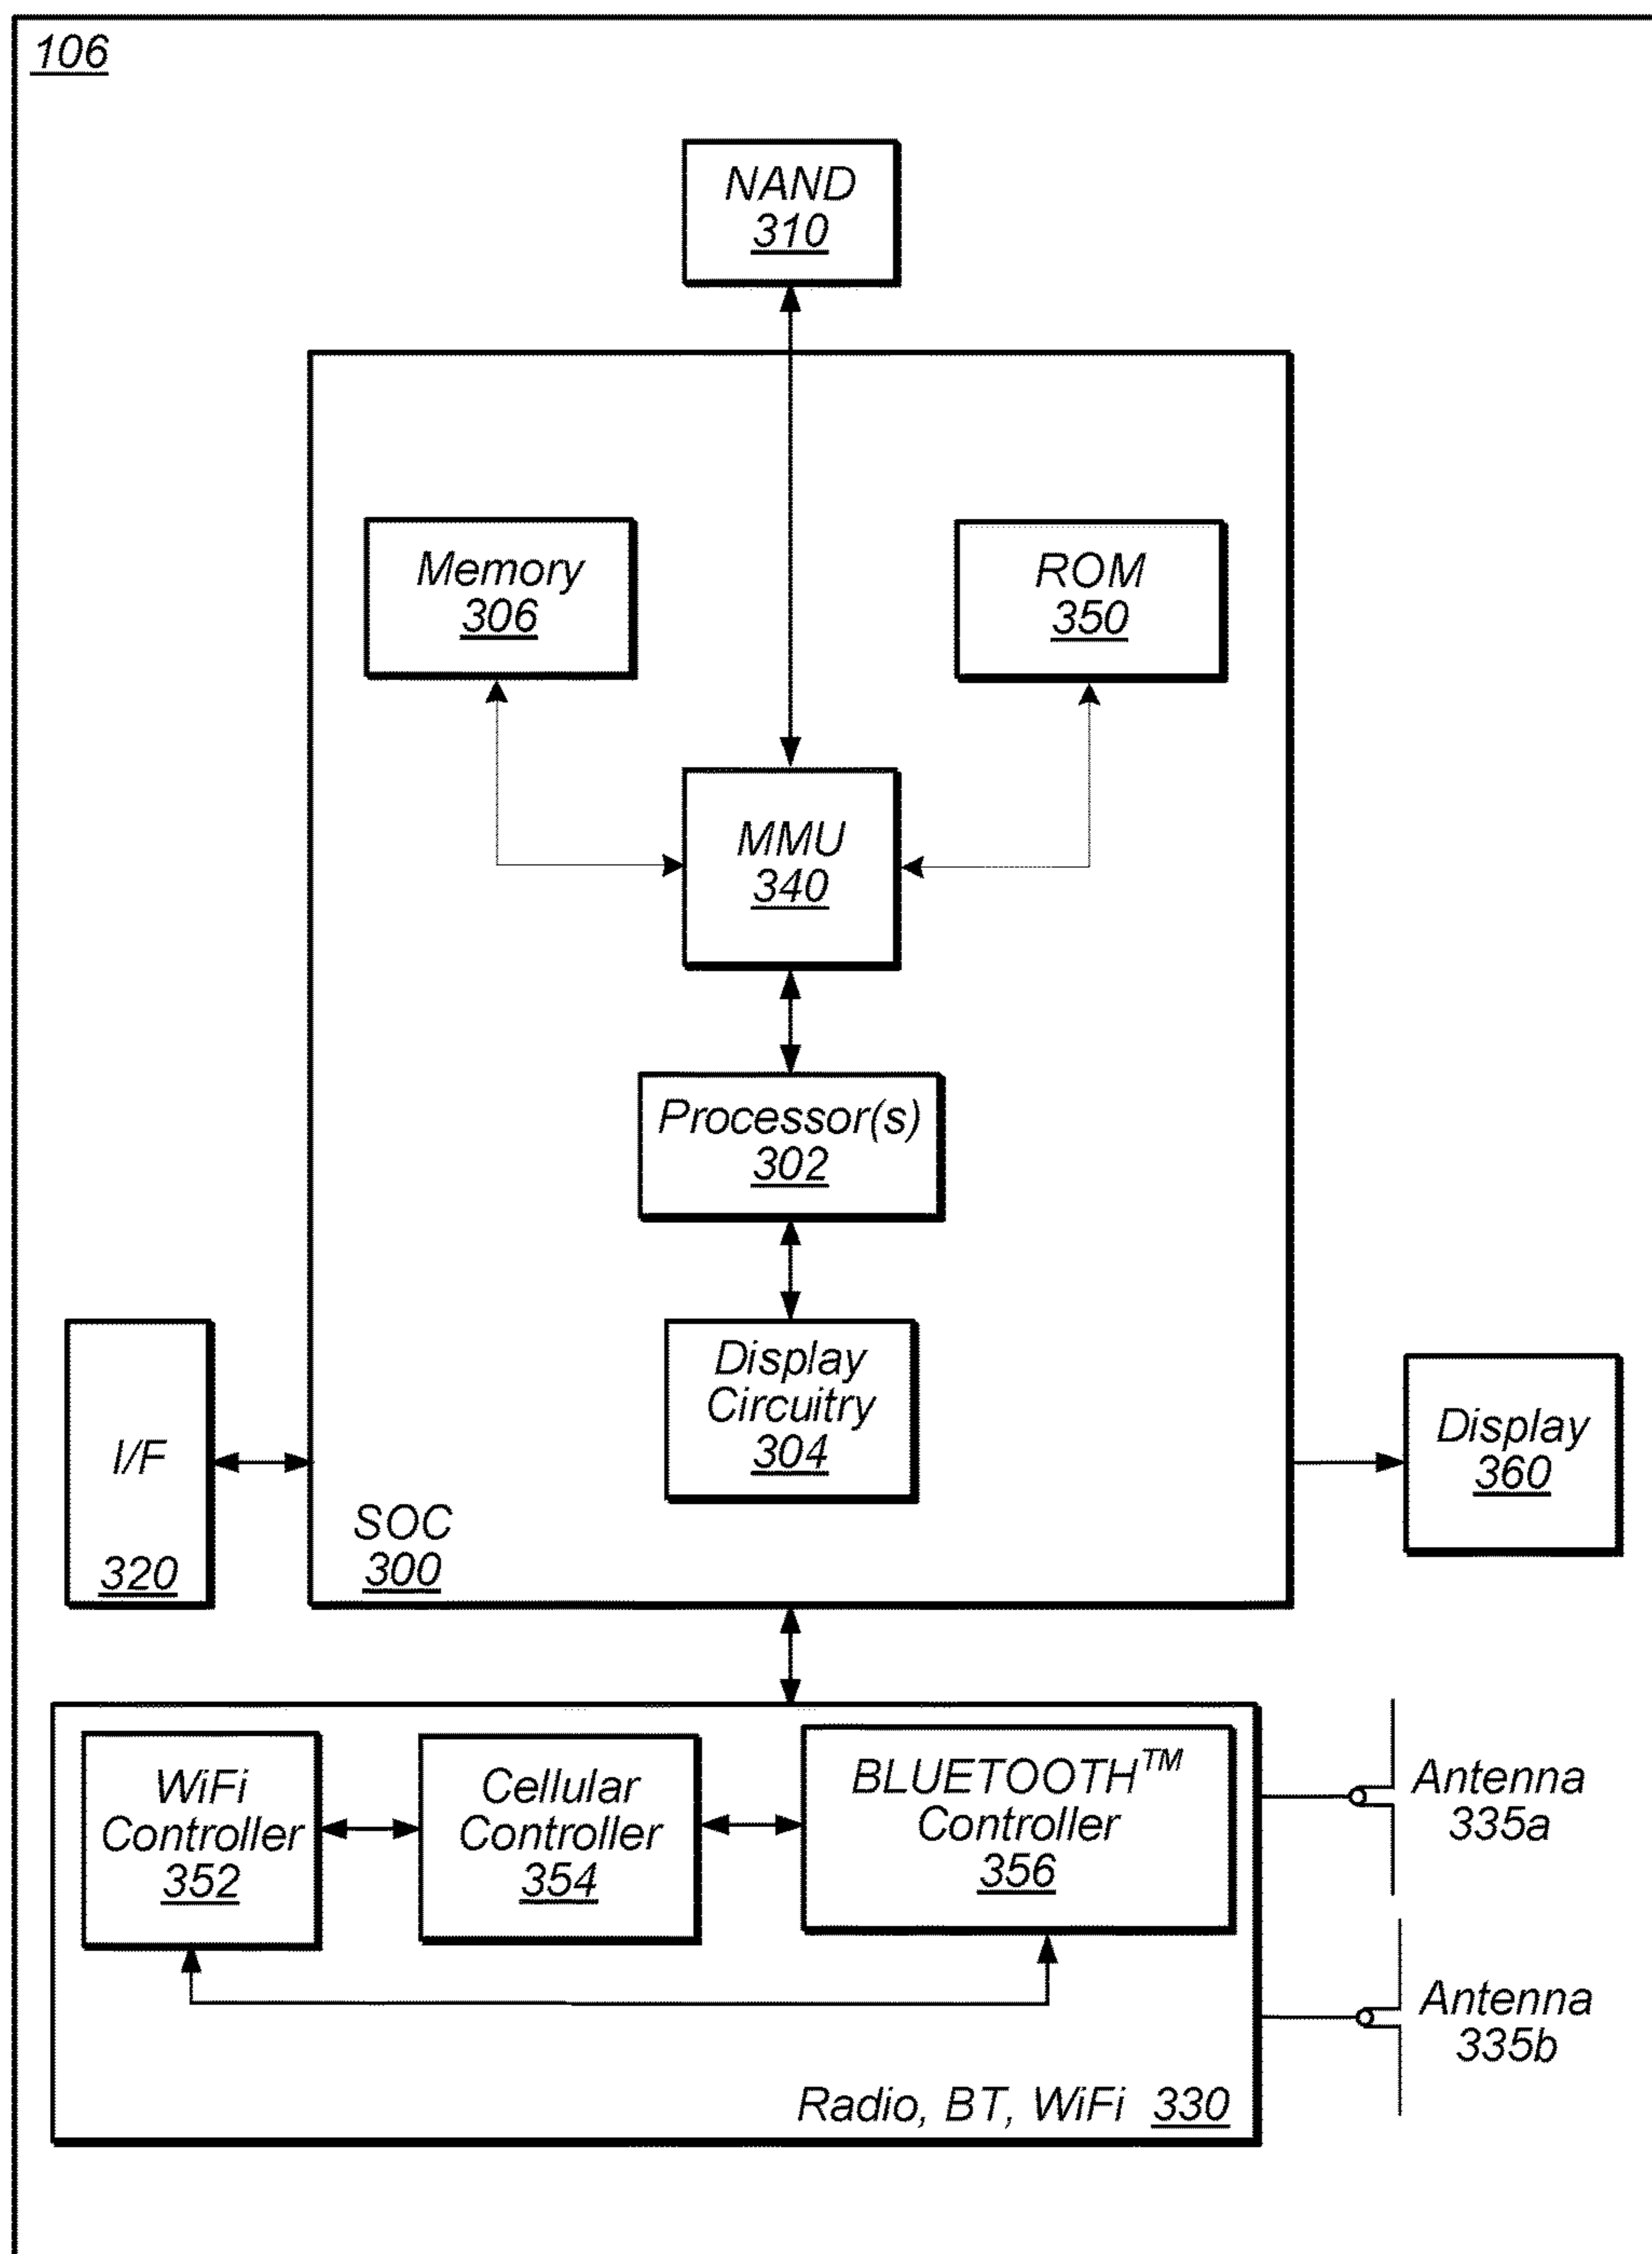 106
NAND
310
Memory
306
ROM
350
MMU
340
Processor(s)
302
Display
Circuitry
304
I/F
320
SOC
300
Display
360
WiFi
Controller
352
Cellular
Controller
354
BLUETOOTH™
Controller
356
Antenna
335a
Antenna
335b
Radio, BT, WiFi 330